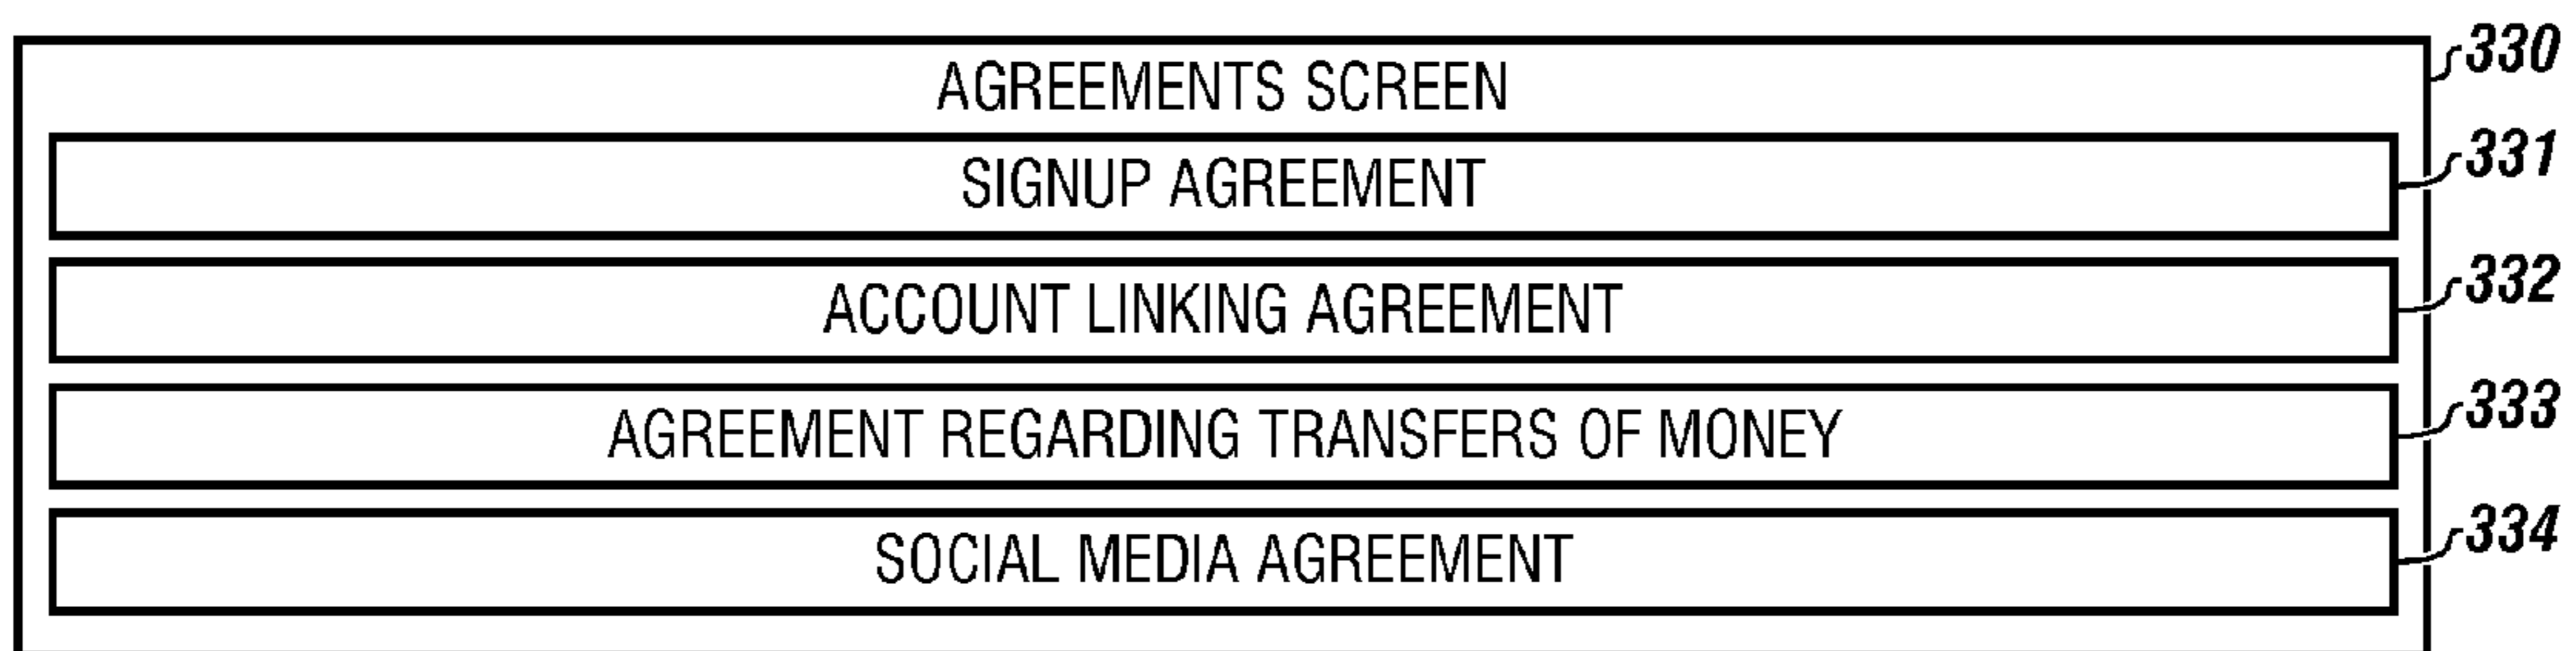 AGREEMENTS SCREEN 330
SIGNUP AGREEMENT 331
ACCOUNT LINKING AGREEMENT 332
AGREEMENT REGARDING TRANSFERS OF MONEY 333
SOCIAL MEDIA AGREEMENT 334